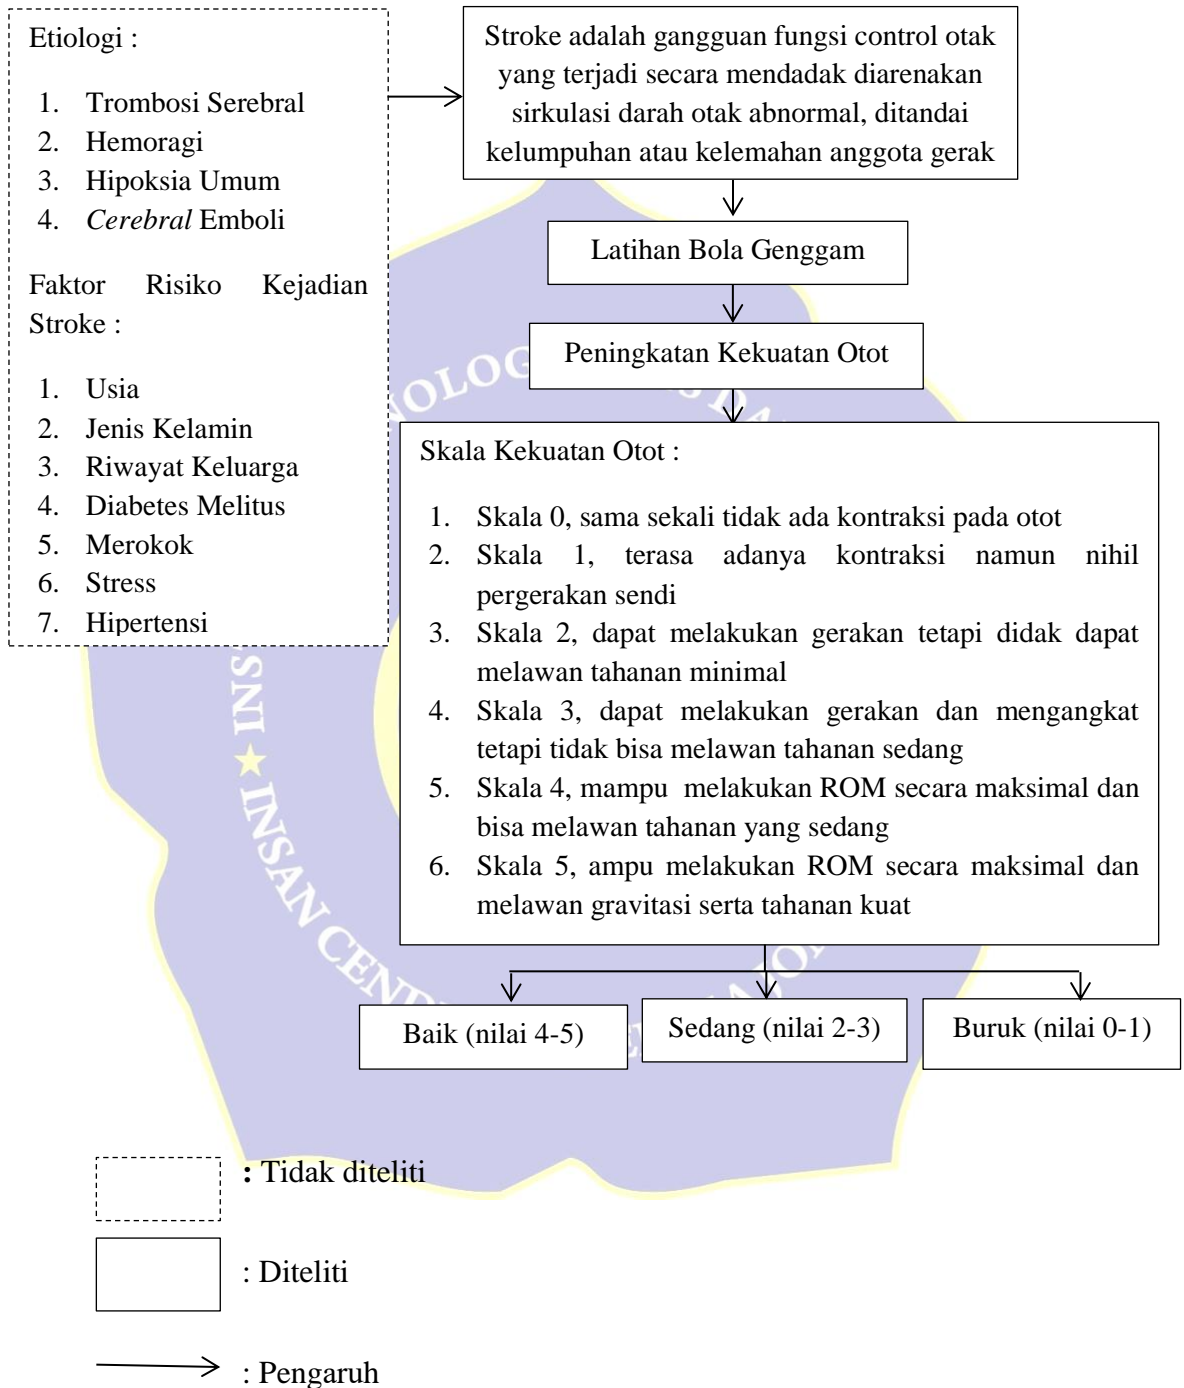 Etiologi :
1. Trombosi Serebral
2. Hemoragi
3. Hipoksia Umum
4. Cerebral Emboli
Faktor Risiko Kejadian
Stroke :
1. Usia
2. Jenis Kelamin
3. Riwayat Keluarga
4. Diabetes Melitus
5. Merokok
6. Stress
7. Hipertensi
Stroke adalah gangguan fungsi control otak
yang terjadi secara mendadak diarenakan
sirkulasi darah otak abnormal, ditandai
kelumpuhan atau kelemahan anggota gerak
Latihan Bola Genggam
Peningkatan Kekuatan Otot
Skala Kekuatan Otot :
1. Skala 0, sama sekali tidak ada kontraksi pada otot
2. Skala 1, terasa adanya kontraksi namun nihil
pergerakan sendi
3. Skala 2, dapat melakukan gerakan tetapi didak dapat
melawan tahanan minimal
4. Skala 3, dapat melakukan gerakan dan mengangkat
tetapi tidak bisa melawan tahanan sedang
5. Skala 4, mampu melakukan ROM secara maksimal dan
bisa melawan tahanan yang sedang
6. Skala 5, ampu melakukan ROM secara maksimal dan
melawan gravitasi serta tahanan kuat
Baik (nilai 4-5)
Sedang (nilai 2-3)
Buruk (nilai 0-1)
: Tidak diteliti
: Diteliti
: Pengaruh
INSAN